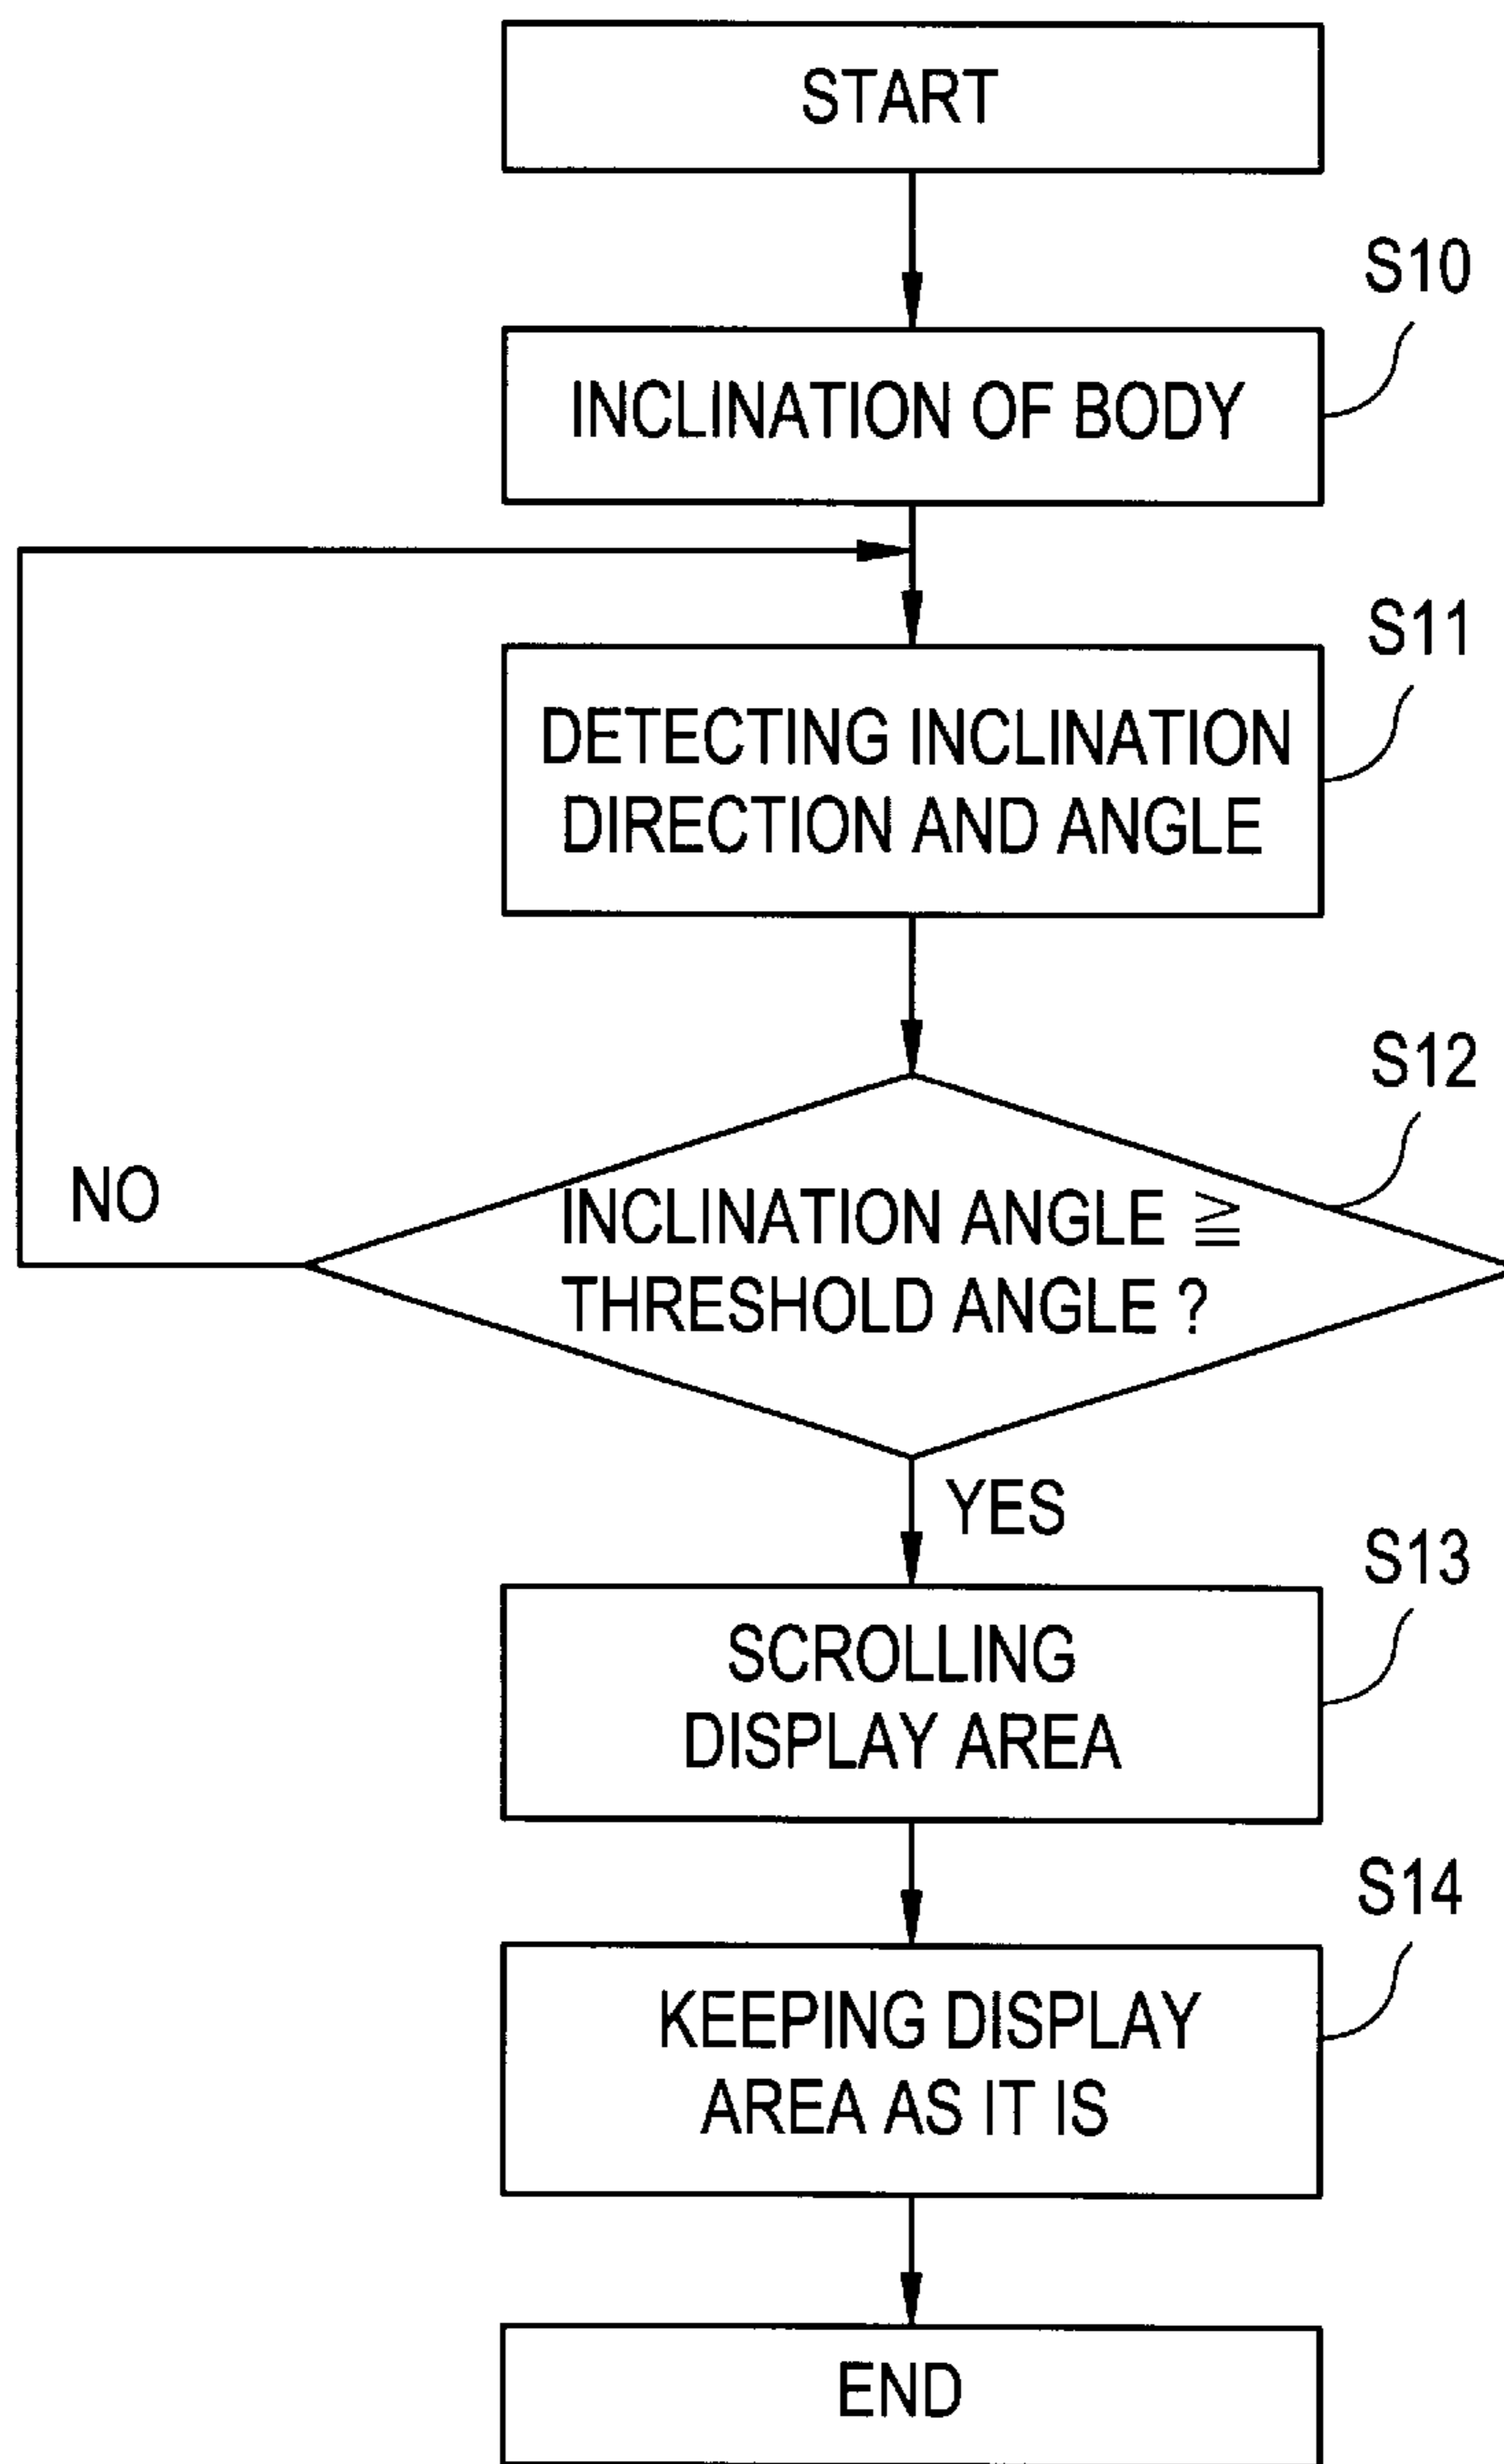 START
S10
INCLINATION OF BODY
S11
DETECTING INCLINATION
DIRECTION AND ANGLE
S12
NO
INCLINATION ANGLE ≧
THRESHOLD ANGLE ?
YES
S13
SCROLLING
DISPLAY AREA
S14
KEEPING DISPLAY
AREA AS IT IS
END